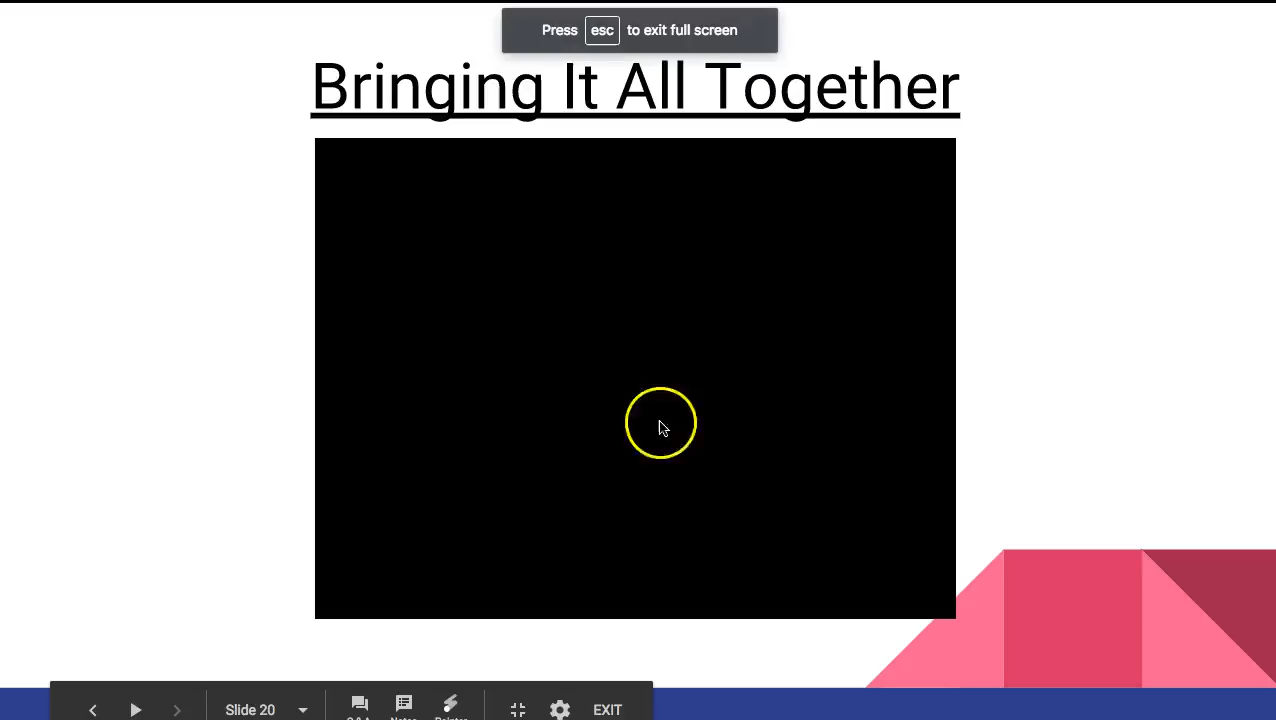 Press esc to exit full screen
Bringing It All Together
Slide 20
EXIT